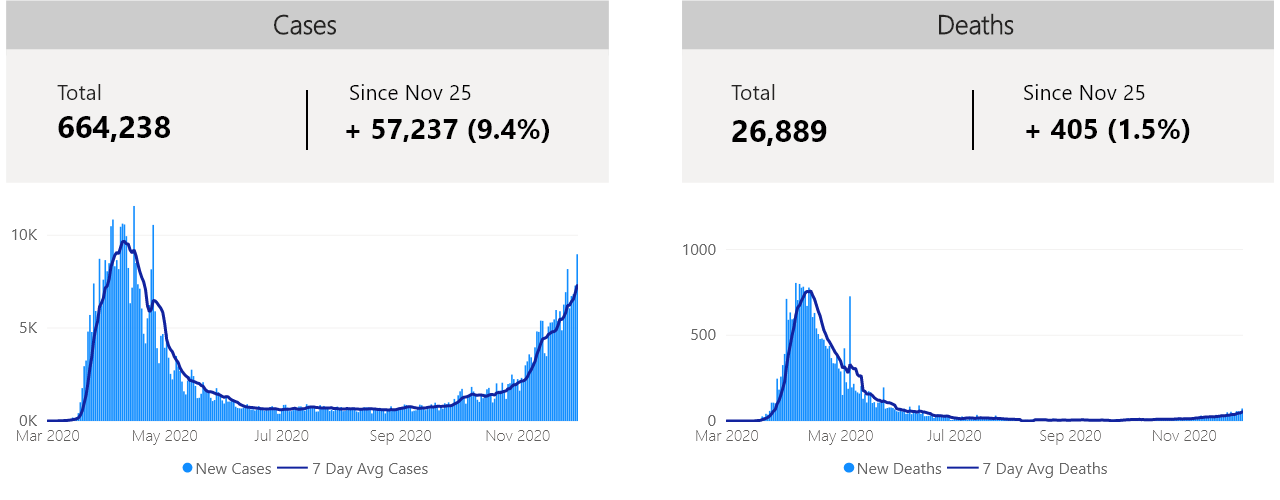 Cases
Total
664,238
Since Nov 25
+ 57,237 (9.4%)
10K
5K
0K
Mar 2020 May 2020 Jul 2020 Sep 2020 Nov 2020
New Cases 7 Day Avg Cases
Deaths
Total
26,889
Since Nov 25
+ 405 (1.5%)
1000
500
0
Mar 2020 May 2020 Jul 2020 Sep 2020 Nov 2020
New Deaths 7 Day Avg Deaths